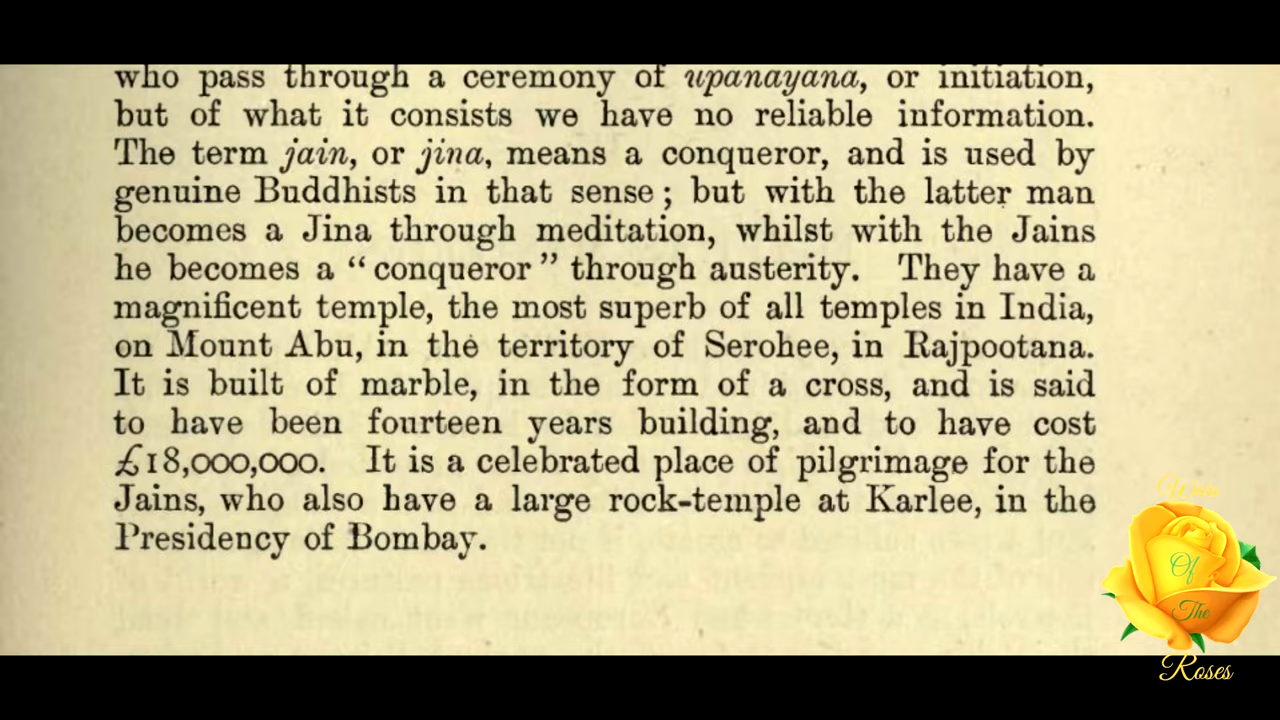 who pass through a ceremony of upanayana, or initiation,
but of what it consists we have no reliable information.
The term jain, or jina, means a conqueror, and is used by
genuine Buddhists in that sense; but with the latter man
becomes a Jina through meditation, whilst with the Jains
he becomes a “conqueror” through austerity. They have a
magnificent temple, the most superb of all temples in India,
on Mount Abu, in the territory of Serohee, in Rajpootana.
It is built of marble, in the form of a cross, and is said
to have been fourteen years building, and to have cost
£18,000,000. It is a celebrated place of pilgrimage for the
Jains, who also have a large rock-temple at Karlee, in the
Presidency of Bombay.
Of
The
Roses